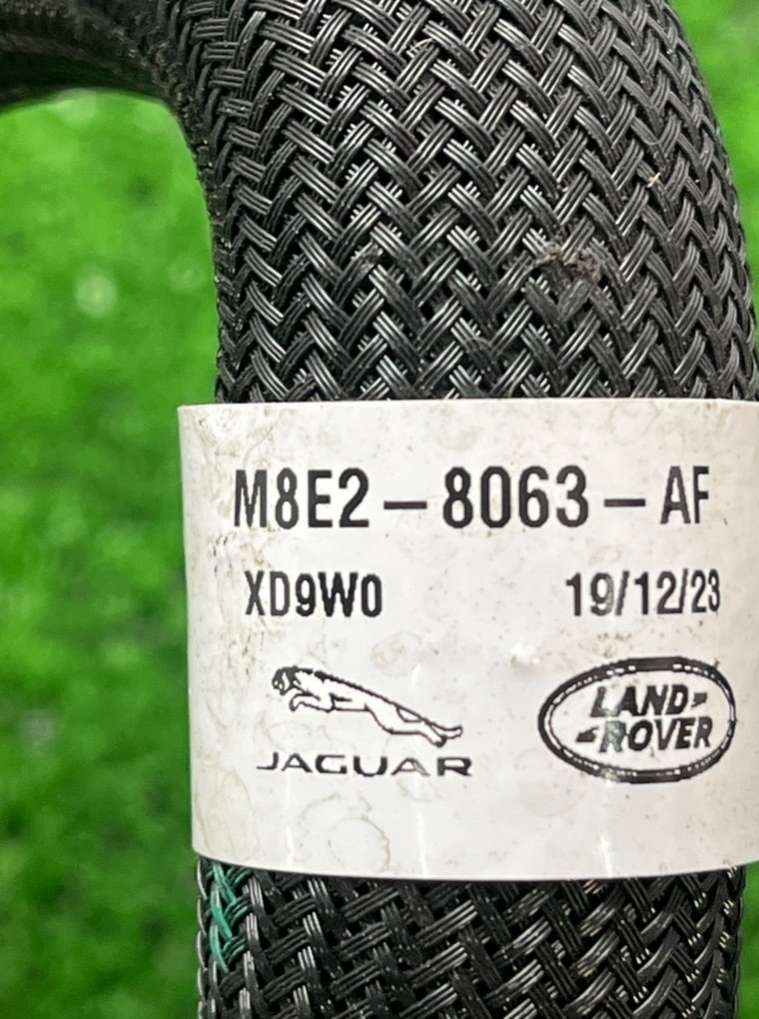 M8E2-8063-AF
XD9W0 19/12/23
JAGUAR
LAND-
-ROVER